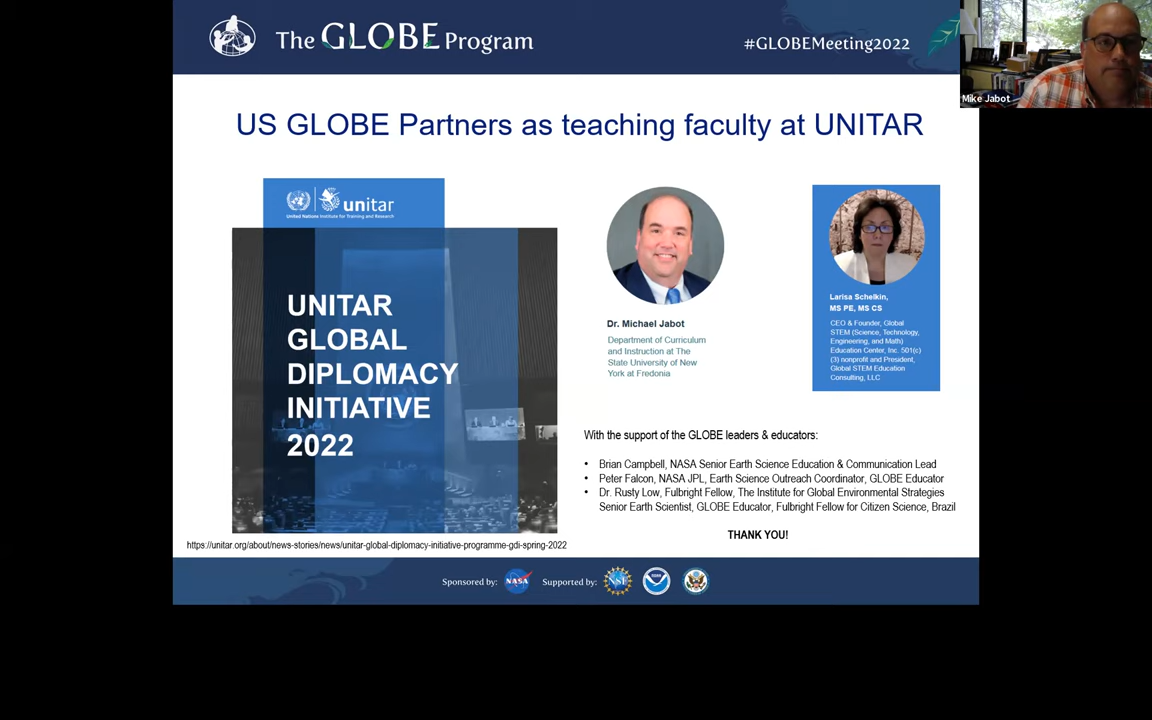 The GLOBE Program
#GLOBEMeeting2022
Mike Jabot
US GLOBE Partners as teaching faculty at UNITAR
unitar
United Nations Institute for Training and Research
UNITAR
GLOBAL
DIPLOMACY
INITIATIVE
2022
Dr. Michael Jabot
Department of Curriculum
and Instruction at The
State University of New
York at Fredonia
Larisa Schelkin,
MS PE, MS CS
CEO & Founder, Global
STEM (Science, Technology,
Engineering, and Math)
Education Center, Inc. 501(c)
(3) nonprofit and President,
Global STEM Education
Consulting, LLC
With the support of the GLOBE leaders & educators:
• Brian Campbell, NASA Senior Earth Science Education & Communication Lead
• Peter Falcon, NASA JPL, Earth Science Outreach Coordinator, GLOBE Educator
• Dr. Rusty Low, Fulbright Fellow, The Institute for Global Environmental Strategies
Senior Earth Scientist, GLOBE Educator, Fulbright Fellow for Citizen Science, Brazil
THANK YOU!
https://unitar.org/about/news-stories/news/unitar-global-diplomacy-initiative-programme-gdi-spring-2022
Sponsored by: NASA Supported by: NSF